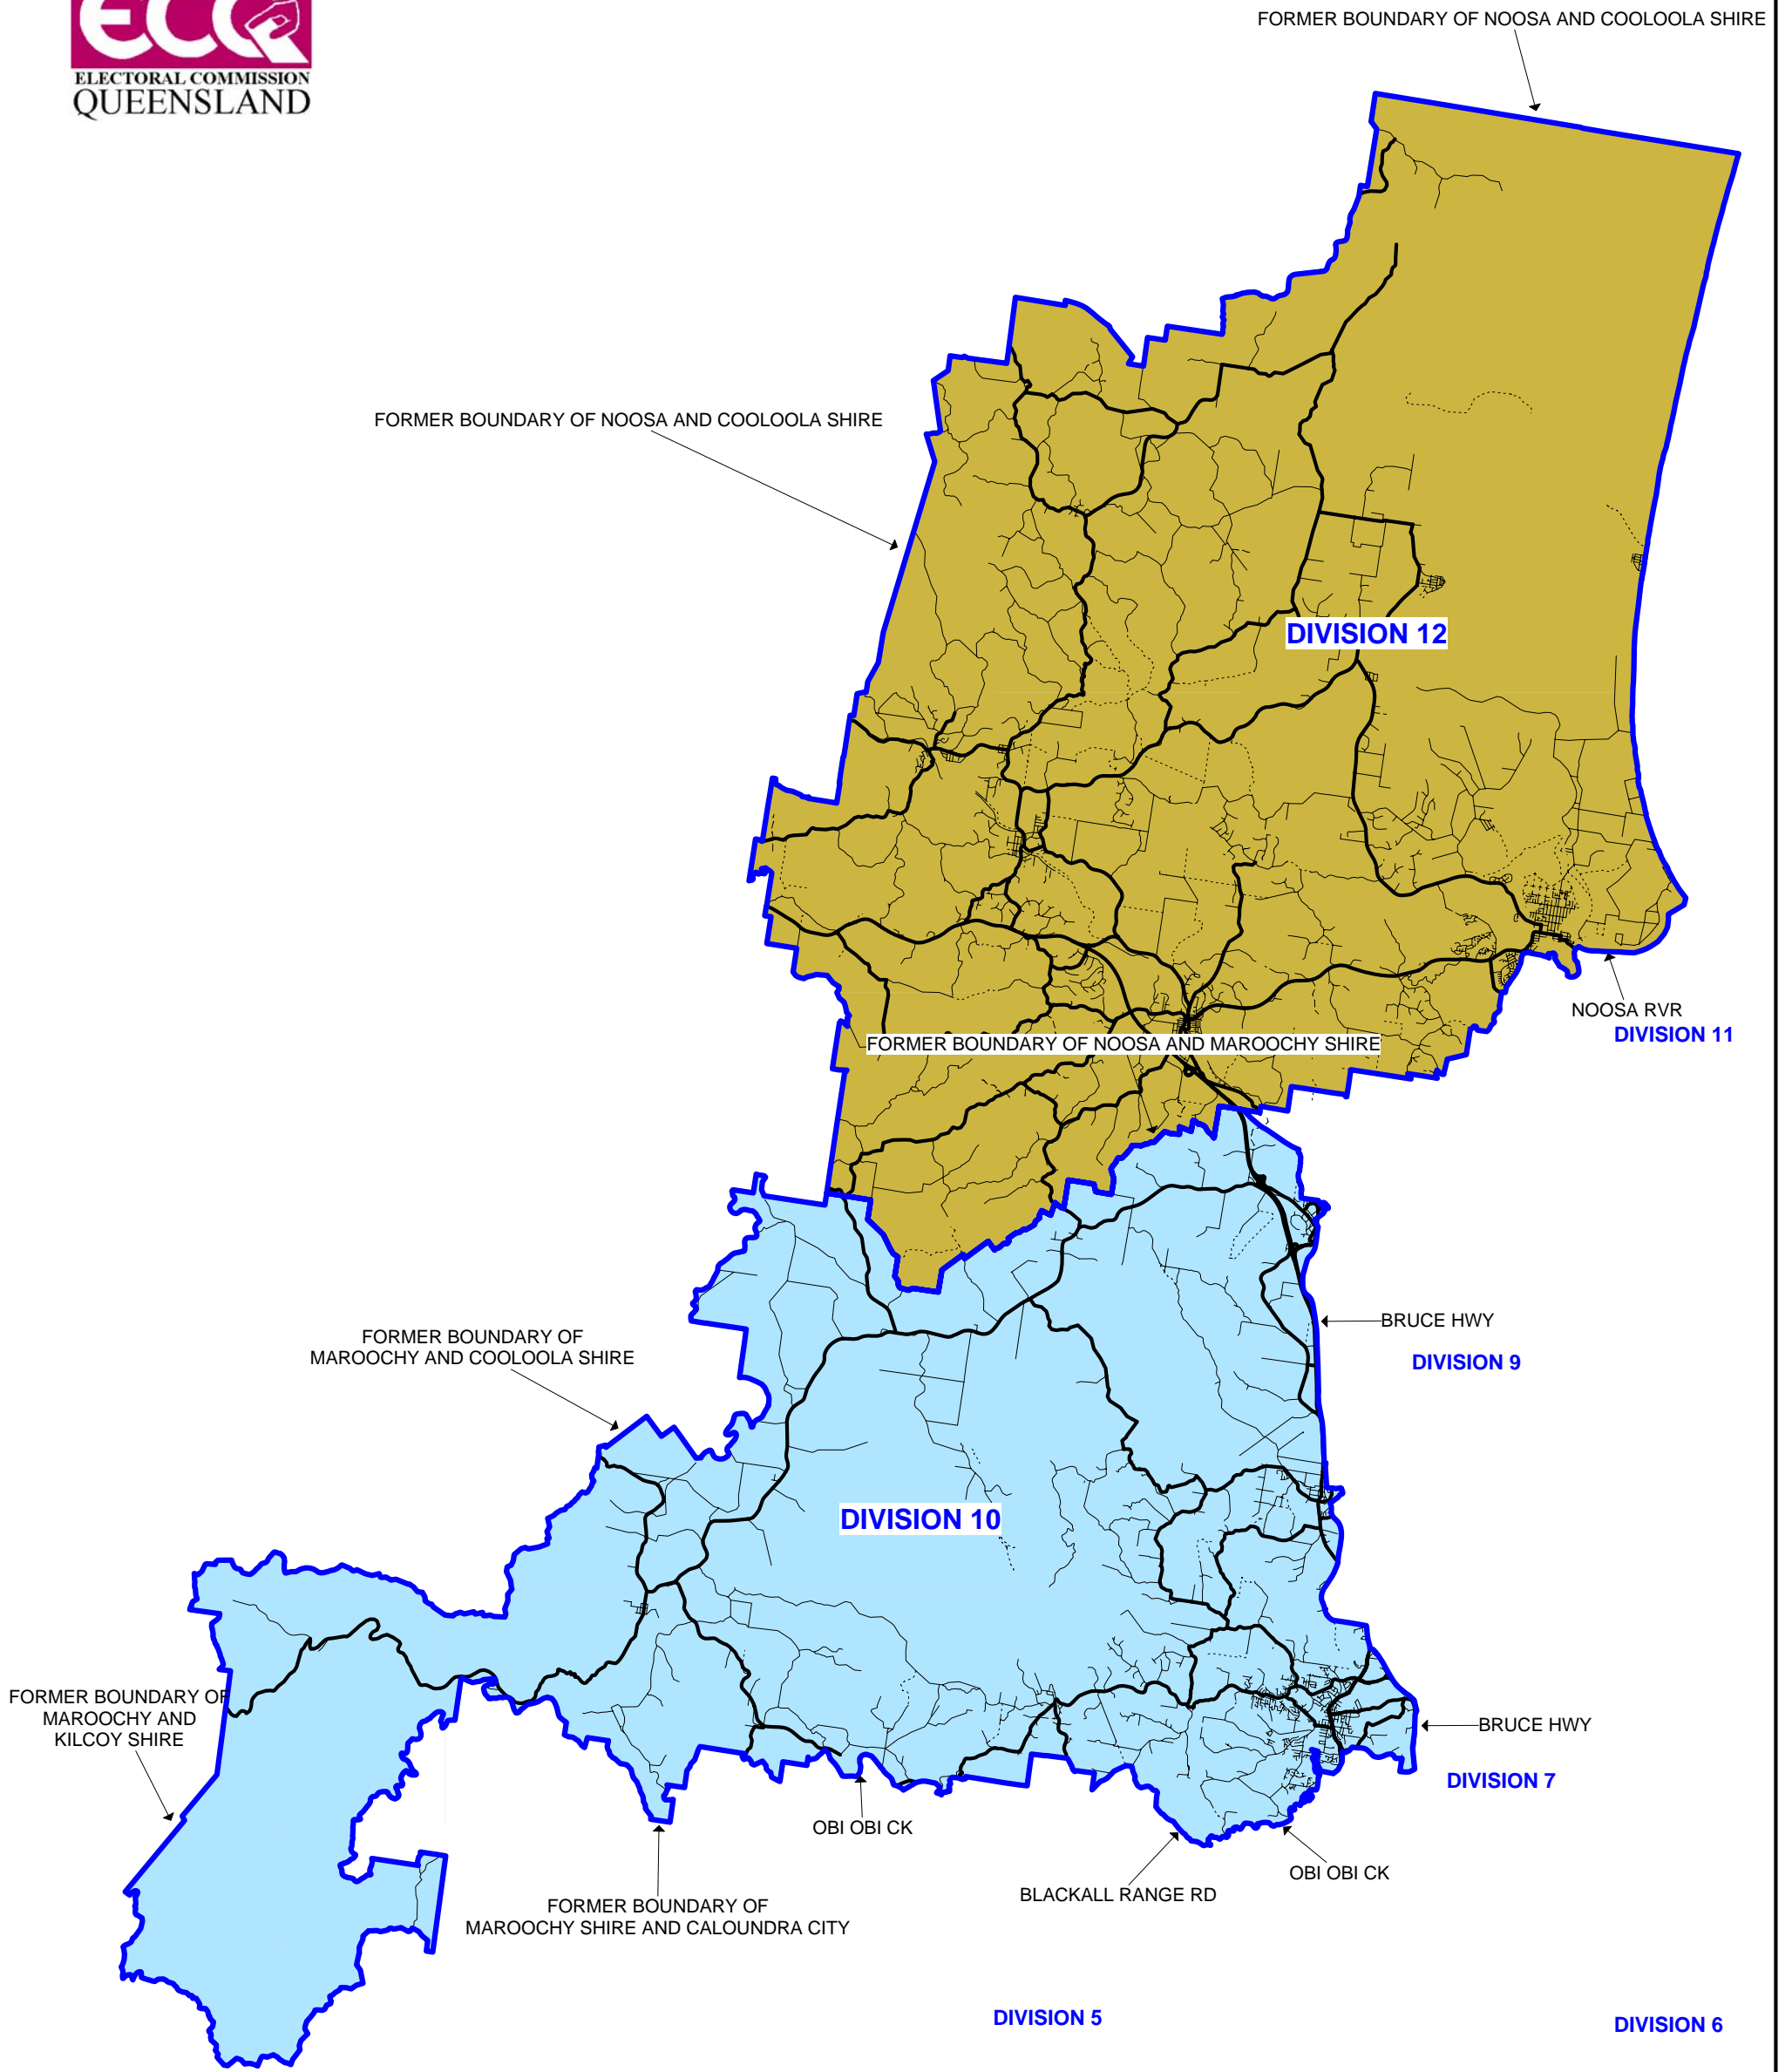 ECQ
ELECTORAL COMMISSION
QUEENSLAND
FORMER BOUNDARY OF NOOSA AND COOLOOLA SHIRE
FORMER BOUNDARY OF NOOSA AND COOLOOLA SHIRE
DIVISION 12
NOOSA RVR
DIVISION 11
FORMER BOUNDARY OF NOOSA AND MAROOCHY SHIRE
BRUCE HWY
FORMER BOUNDARY OF
MAROOCHY AND COOLOOLA SHIRE
DIVISION 9
DIVISION 10
FORMER BOUNDARY OF
MAROOCHY AND
KILCOY SHIRE
BRUCE HWY
DIVISION 7
OBI OBI CK
OBI OBI CK
BLACKALL RANGE RD
FORMER BOUNDARY OF
MAROOCHY SHIRE AND CALOUNDRA CITY
DIVISION 5
DIVISION 6